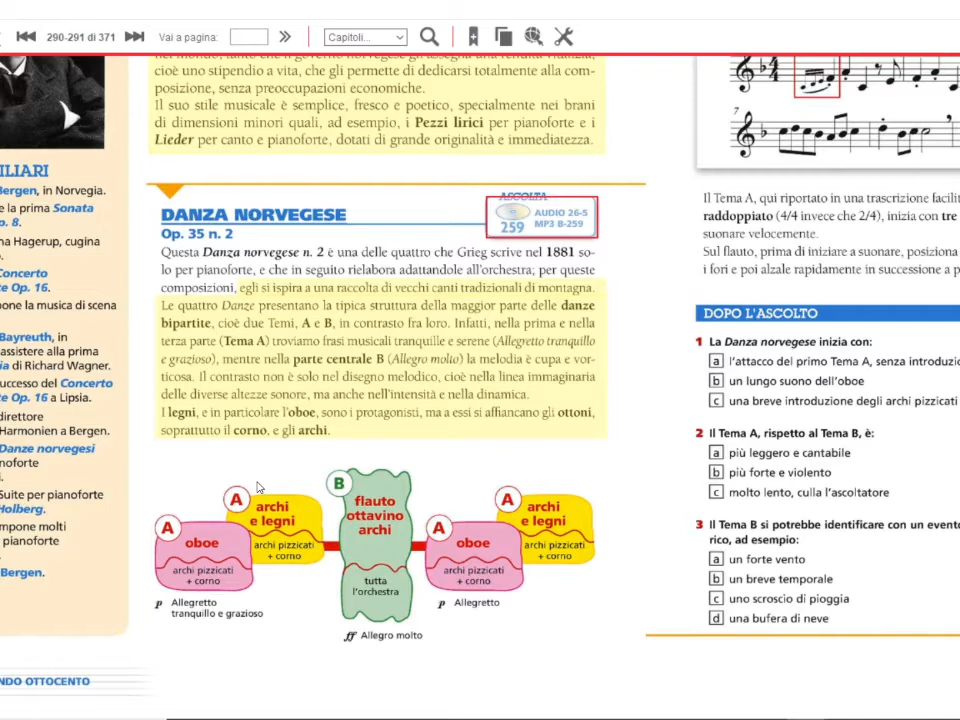 290-291 di 371
Vai a pagina:
Capitoli...
cioè uno stipendio a vita, che gli permette di dedicarsi totalmente alla com-
posizione, senza preoccupazioni economiche.
Il suo stile musicale è semplice, fresco e poetico, specialmente nei brani
di dimensioni minori quali, ad esempio, i Pezzi lirici per pianoforte e i
Lieder per canto e pianoforte, dotati di grande originalità e immediatezza.
ILIARI
Bergen, in Norvegia.
e la prima Sonata
p. 8.
na Hagerup, cugina
Concerto
te Op. 16.
pone la musica di scena
Bayreuth, in
assistere alla prima
ia di Richard Wagner.
uccesso del Concerto
te Op. 16 a Lipsia.
direttore
Harmonien a Bergen.
Danze norvegesi
noforte
i.
Suite per pianoforte
Holberg.
mpone molti
pianoforte
Bergen.
NDO OTTOCENTO
DANZA NORVEGESE
Op. 35 n. 2
ASCOLTA
259
AUDIO 26-5
MP3 B-259
Questa Danza norvegese n. 2 è una delle quattro che Grieg scrive nel 1881 so-
lo per pianoforte, e che in seguito rielabora adattandole all'orchestra; per queste
composizioni, egli si ispira a una raccolta di vecchi canti tradizionali di montagna.
Le quattro Danze presentano la tipica struttura della maggior parte delle danze
bipartite, cioè due Temi, A e B, in contrasto fra loro. Infatti, nella prima e nella
terza parte (Tema A) troviamo frasi musicali tranquille e serene (Allegretto tranquillo
e grazioso), mentre nella parte centrale B (Allegro molto) la melodia è cupa e vor-
ticosa. Il contrasto non è solo nel disegno melodico, cioè nella linea immaginaria
delle diverse altezze sonore, ma anche nell'intensità e nella dinamica.
I legni, e in particolare l'oboe, sono i protagonisti, ma a essi si affiancano gli ottoni,
soprattutto il corno, e gli archi.
A
oboe
archi pizzicati
+ corno
A
archi
e legni
archi pizzicati
+ corno
B
flauto
ottavino
archi
tutta
l'orchestra
A
oboe
archi pizzicati
+ corno
A
archi
e legni
archi pizzicati
+ corno
p Allegretto
tranquillo e grazioso
ff Allegro molto
p Allegretto
4
4
7
Il Tema A, qui riportato in una trascrizione facilit
raddoppiato (4/4 invece che 2/4), inizia con tre
suonare velocemente.
Sul flauto, prima di iniziare a suonare, posiziona
i fori e poi alzale rapidamente in successione a p
DOPO L'ASCOLTO
1 La Danza norvegese inizia con:
a l'attacco del primo Tema A, senza introduzio
b un lungo suono dell'oboe
c una breve introduzione degli archi pizzicati
2 Il Tema A, rispetto al Tema B, è:
a più leggero e cantabile
b più forte e violento
c molto lento, culla l'ascoltatore
3 Il Tema B si potrebbe identificare con un evento
rico, ad esempio:
a un forte vento
b un breve temporale
c uno scroscio di pioggia
d una bufera di neve